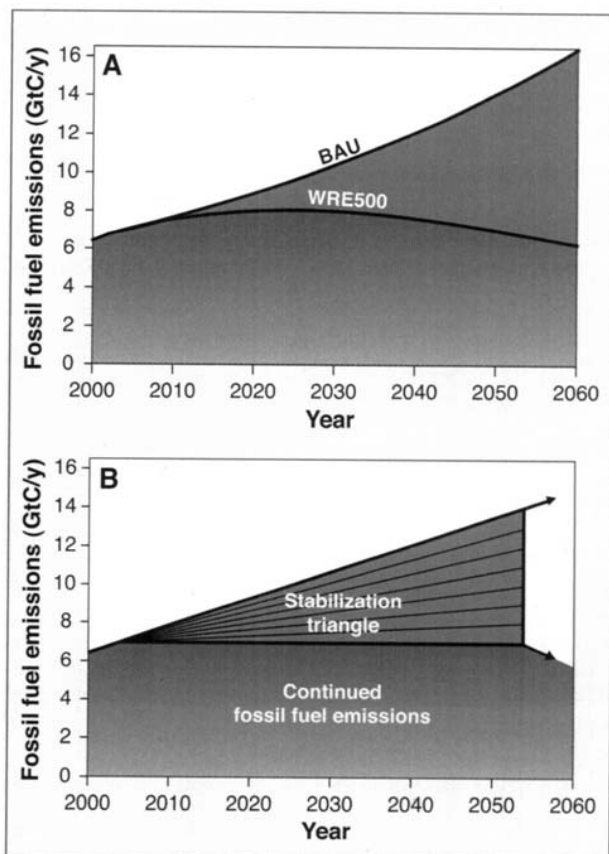 A
Fossil fuel emissions (GtC/y)
16
14
12
10
8
6
4
2
0
BAU
WRE500
2000 2010 2020 2030 2040 2050 2060
Year
B
Fossil fuel emissions (GtC/y)
16
14
12
10
8
6
4
2
0
Stabilization
triangle
Continued
fossil fuel emissions
2000 2010 2020 2030 2040 2050 2060
Year